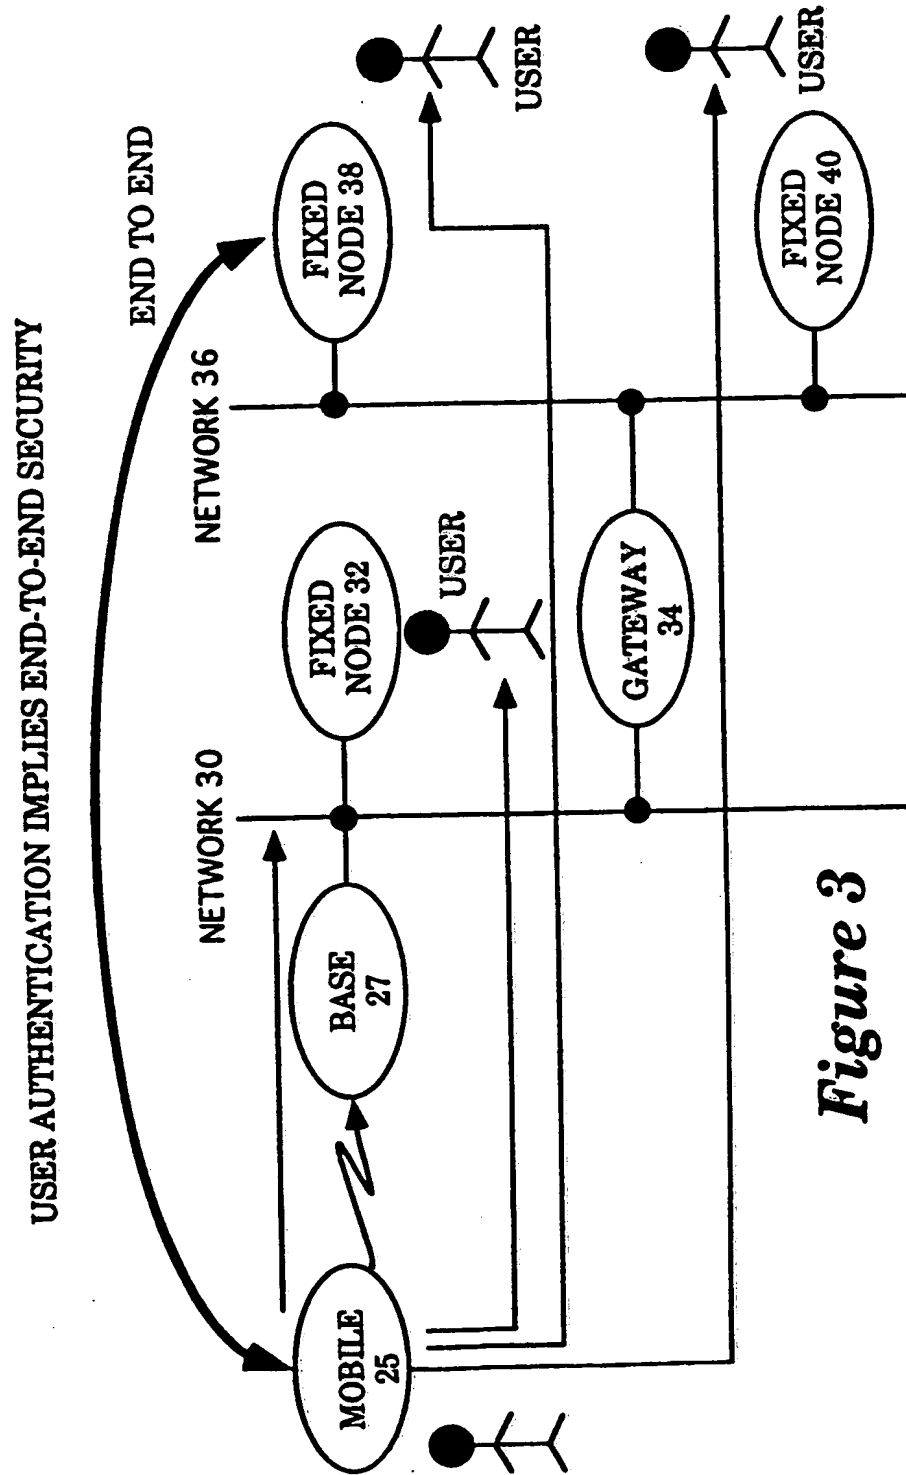 USER AUTHENTICATION IMPLIES END-TO-END SECURITY
END TO END
NETWORK 30
NETWORK 36
MOBILE
25
BASE
27
FIXED
NODE 32
USER
FIXED
NODE 38
USER
GATEWAY
34
FIXED
NODE 40
USER
Figure 3